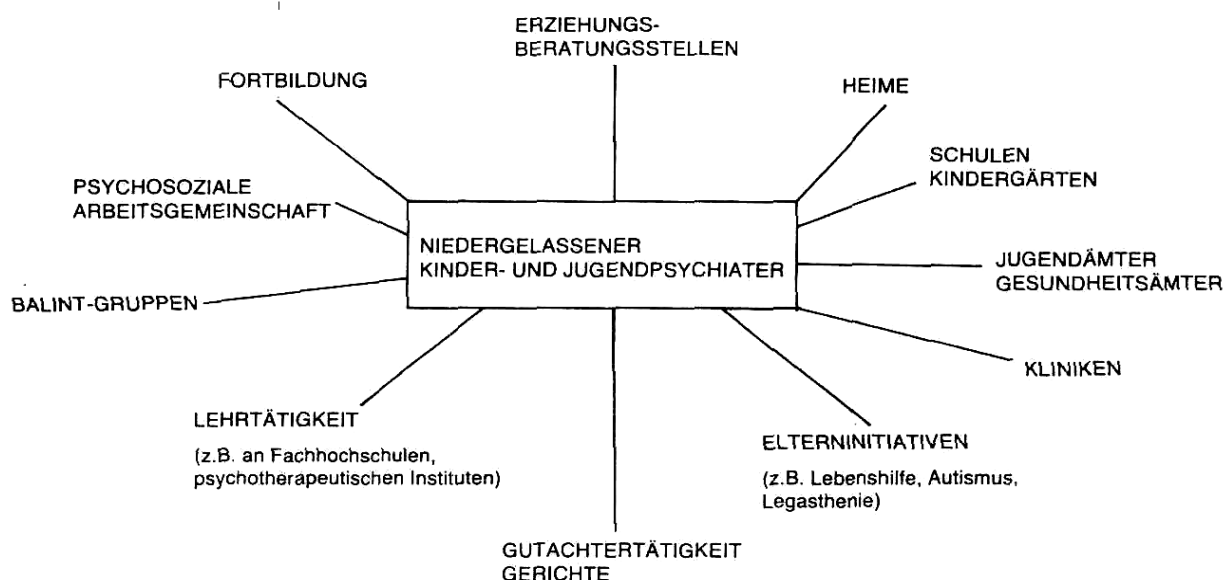 ERZIEHUNGS-
BERATUNGSSTELLEN
FORTBILDUNG
HEIME
SCHULEN
KINDERGÄRTEN
PSYCHOSOZIALE
ARBEITSGEMEINSCHAFT
NIEDERGELASSENER
KINDER- UND JUGENDPSYCHIATER
JUGENDÄMTER
GESUNDHEITSÄMTER
BALINT-GRUPPEN
KLINIKEN
LEHRTÄTIGKEIT
(z.B. an Fachhochschulen,
psychotherapeutischen Instituten)
ELTERNINITIATIVEN
(z.B. Lebenshilfe, Autismus,
Legasthenie)
GUTACHTERTÄTIGKEIT
GERICHTE